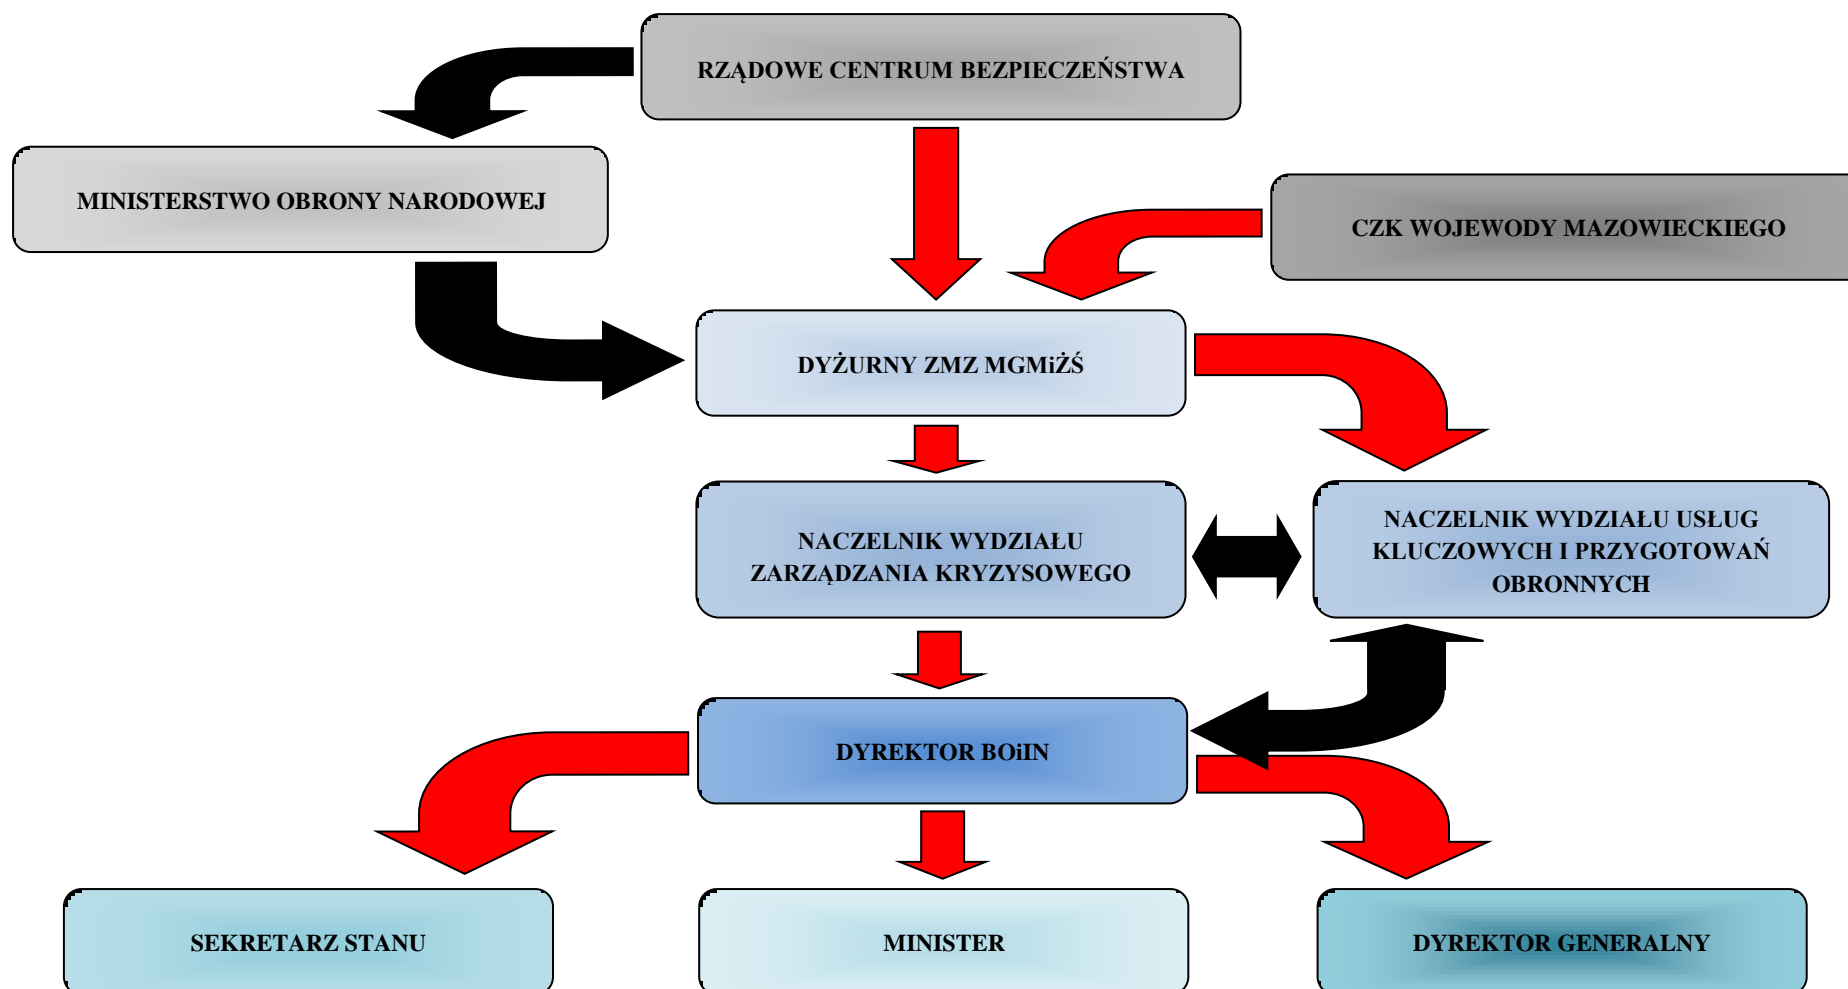 RZĄDOWE CENTRUM BEZPIECZEŃSTWA
MINISTERSTWO OBRONY NARODOWEJ
CZK WOJEWODY MAZOWIECKIEGO
DYŻURNY ZMZ MGMiŻŚ
NACZELNIK WYDZIAŁU
ZARZĄDZANIA KRYZYSOWEGO
NACZELNIK WYDZIAŁU USŁUG
KLUCZOWYCH I PRZYGOTOWAŃ
OBRONNYCH
DYREKTOR BOiIN
SEKRETARZ STANU
MINISTER
DYREKTOR GENERALNY